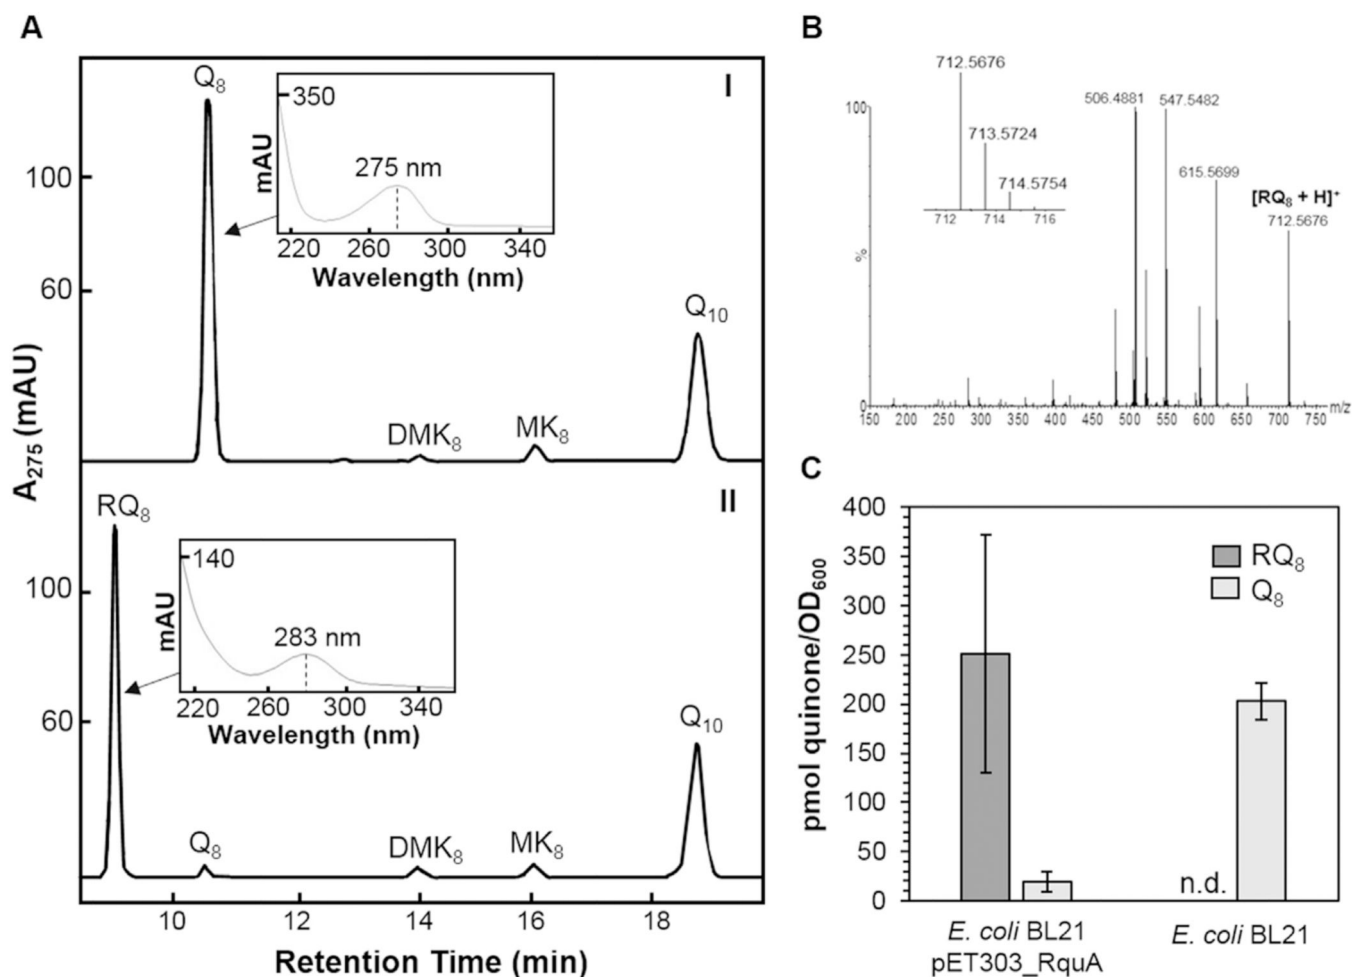 A
I
Q8
350
mAU
275 nm
220 260 300 340
Wavelength (nm)
100
60
DMK8
MK8
Q10
A275 (mAU)
II
RQ8
140
mAU
283 nm
220 260 300 340
Wavelength (nm)
100
60
Q8
DMK8
MK8
Q10
10 12 14 16 18
Retention Time (min)
B
712.5676
713.5724
714.5754
712 714 716
506.4881
547.5482
615.5699
[RQ8 + H]+
712.5676
100
%
0
150 200 250 300 350 400 450 500 550 600 650 700 750 m/z
C
pmol quinone/OD600
400
350
300
250
200
150
100
50
0
RQ8
Q8
n.d.
E. coli BL21
pET303_RquA
E. coli BL21